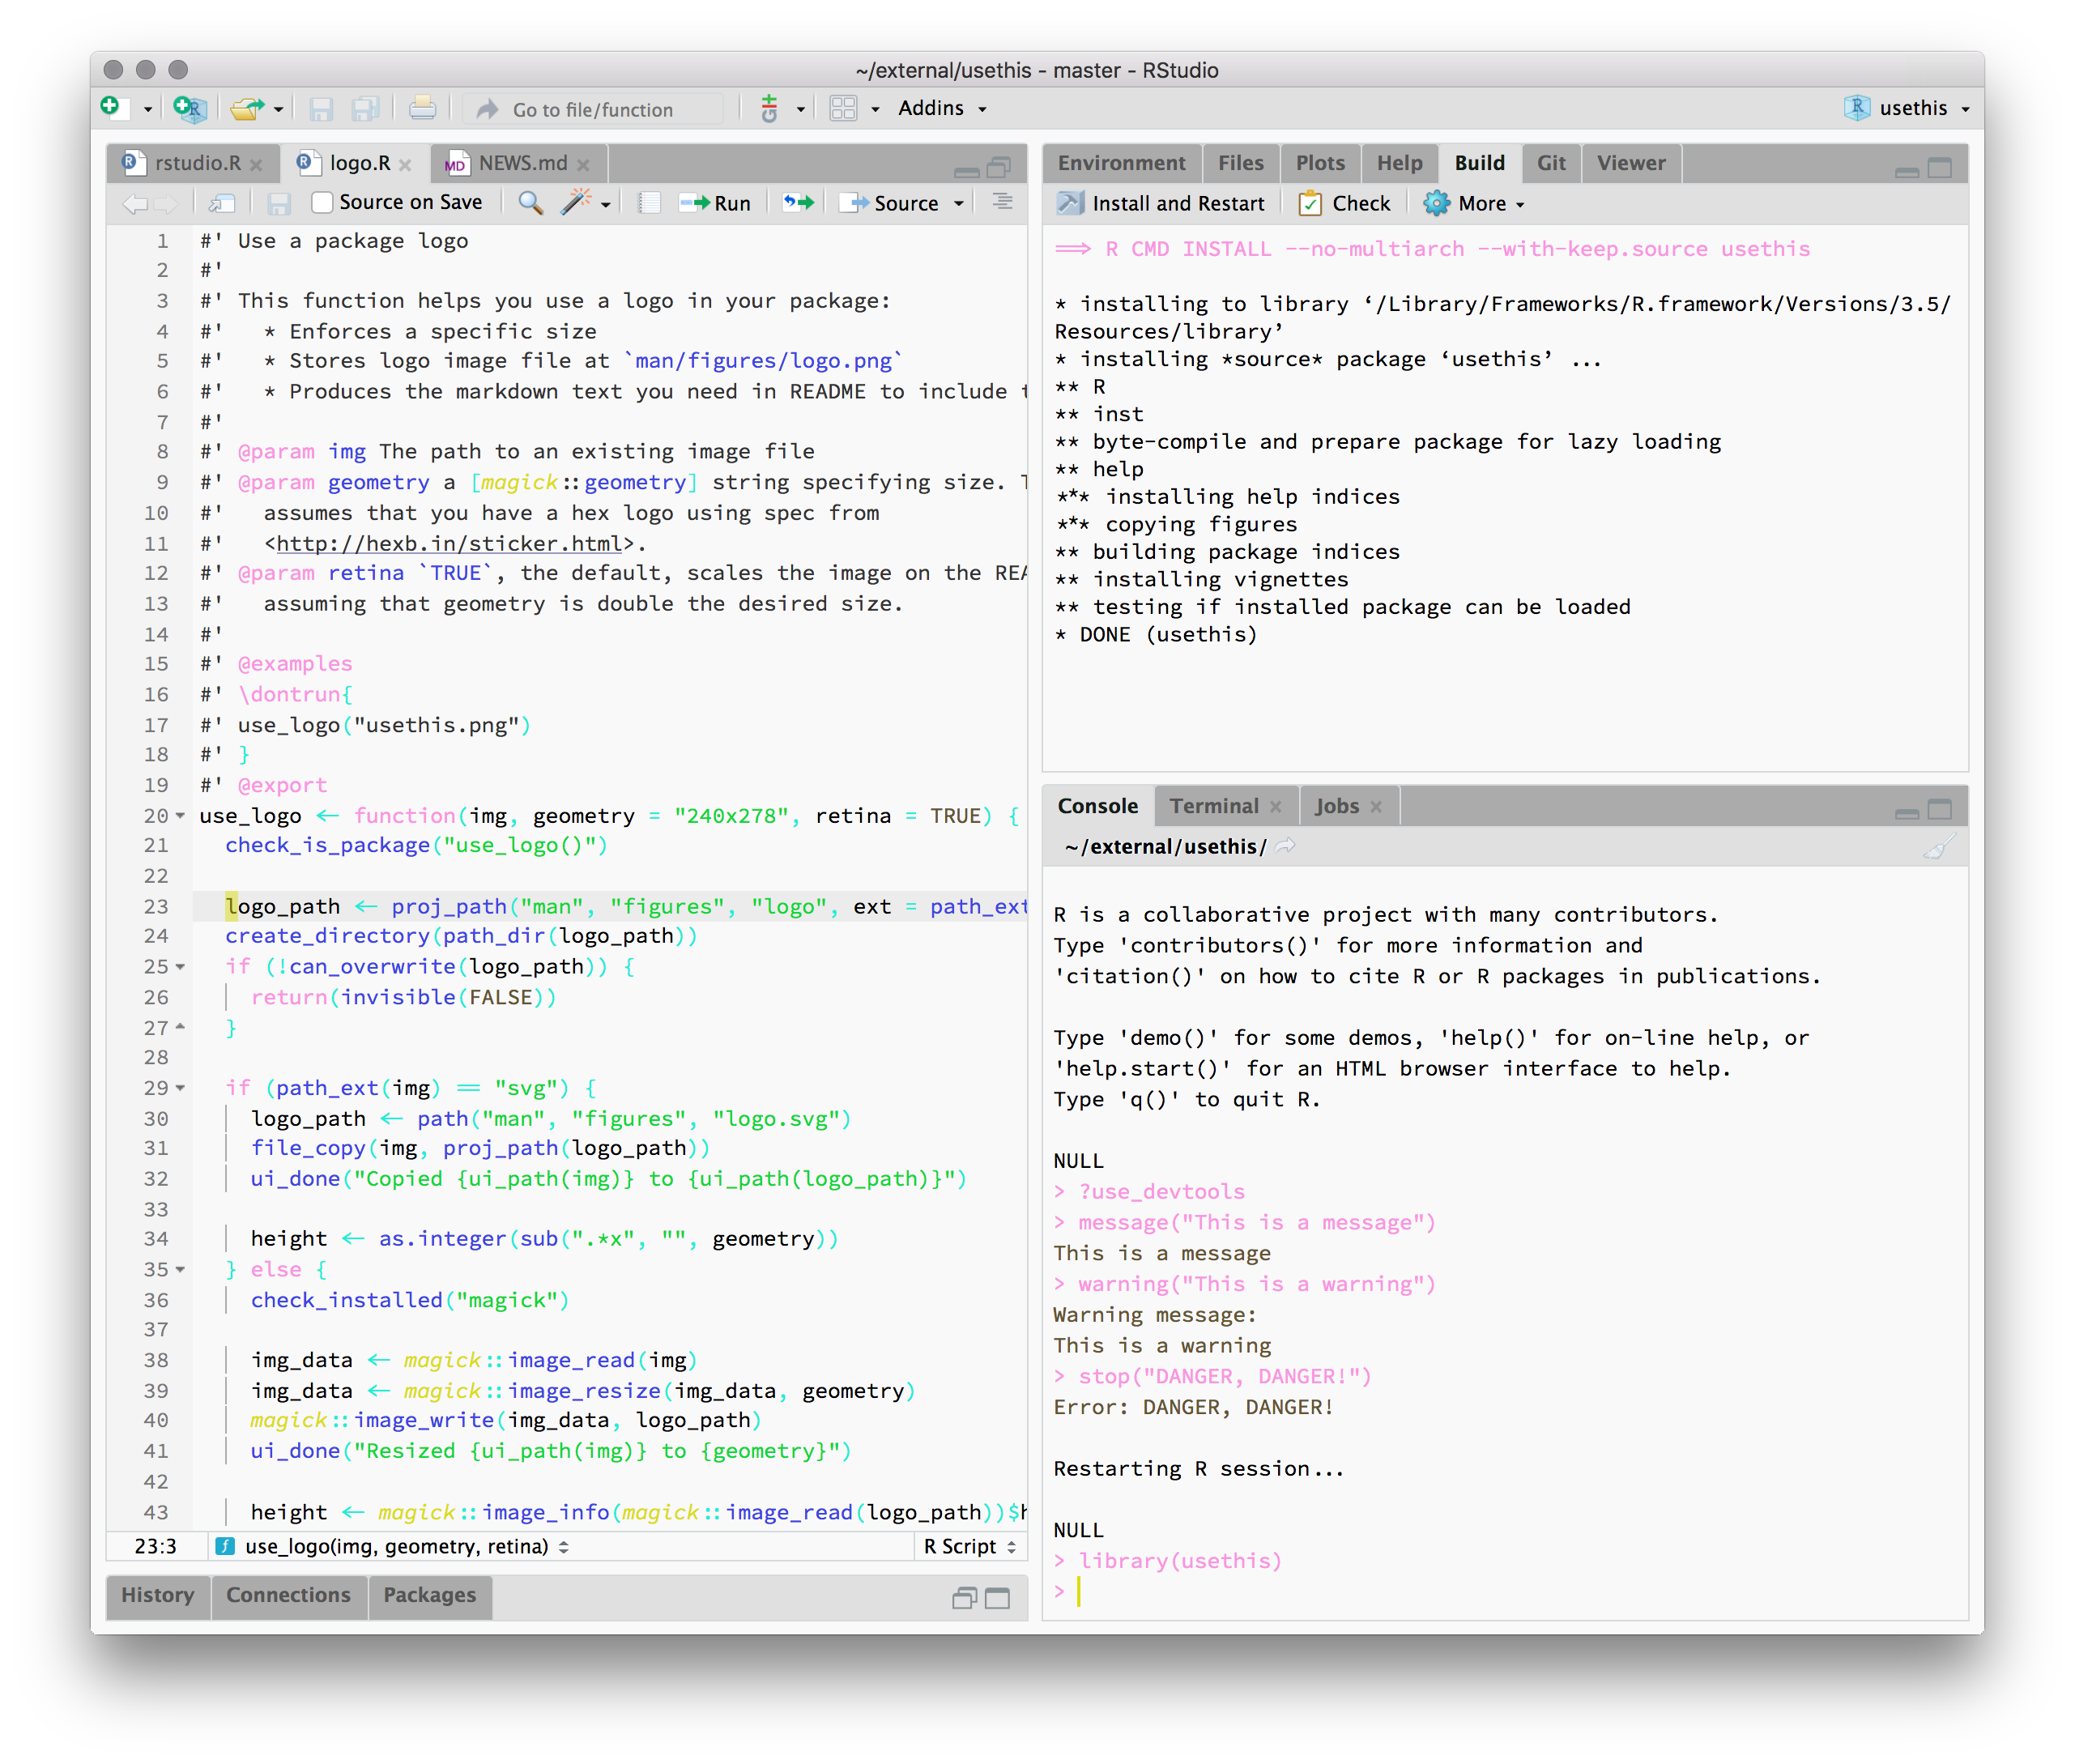 ~/external/usethis - master - RStudio
Go to file/function
Addins
usethis
rstudio.R
logo.R
NEWS.md
Source on Save
Run
Source
1 #' Use a package logo
2 #'
3 #' This function helps you use a logo in your package:
4 #'   * Enforces a specific size
5 #'   * Stores logo image file at `man/figures/logo.png`
6 #'   * Produces the markdown text you need in README to include t
7 #'
8 #' @param img The path to an existing image file
9 #' @param geometry a [magick::geometry] string specifying size. T
10 #'   assumes that you have a hex logo using spec from
11 #'   <http://hexb.in/sticker.html>.
12 #' @param retina `TRUE`, the default, scales the image on the REA
13 #'   assuming that geometry is double the desired size.
14 #'
15 #' @examples
16 #' \dontrun{
17 #' use_logo("usethis.png")
18 #' }
19 #' @export
20 use_logo <- function(img, geometry = "240x278", retina = TRUE) {
21   check_is_package("use_logo()")
22
23   logo_path <- proj_path("man", "figures", "logo", ext = path_ext
24   create_directory(path_dir(logo_path))
25   if (!can_overwrite(logo_path)) {
26     return(invisible(FALSE))
27   }
28
29   if (path_ext(img) == "svg") {
30     logo_path <- path("man", "figures", "logo.svg")
31     file_copy(img, proj_path(logo_path))
32     ui_done("Copied {ui_path(img)} to {ui_path(logo_path)}")
33
34     height <- as.integer(sub(".*x", "", geometry))
35   } else {
36     check_installed("magick")
37
38     img_data <- magick::image_read(img)
39     img_data <- magick::image_resize(img_data, geometry)
40     magick::image_write(img_data, logo_path)
41     ui_done("Resized {ui_path(img)} to {geometry}")
42
43     height <- magick::image_info(magick::image_read(logo_path))$h
23:3
use_logo(img, geometry, retina)
R Script
History
Connections
Packages
Environment
Files
Plots
Help
Build
Git
Viewer
Install and Restart
Check
More
==> R CMD INSTALL --no-multiarch --with-keep.source usethis
* installing to library ‘/Library/Frameworks/R.framework/Versions/3.5/
Resources/library’
* installing *source* package ‘usethis’ ...
** R
** inst
** byte-compile and prepare package for lazy loading
** help
*** installing help indices
*** copying figures
** building package indices
** installing vignettes
** testing if installed package can be loaded
* DONE (usethis)
Console
Terminal
Jobs
~/external/usethis/
R is a collaborative project with many contributors.
Type 'contributors()' for more information and
'citation()' on how to cite R or R packages in publications.
Type 'demo()' for some demos, 'help()' for on-line help, or
'help.start()' for an HTML browser interface to help.
Type 'q()' to quit R.
NULL
> ?use_devtools
> message("This is a message")
This is a message
> warning("This is a warning")
Warning message:
This is a warning
> stop("DANGER, DANGER!")
Error: DANGER, DANGER!
Restarting R session...
NULL
> library(usethis)
>